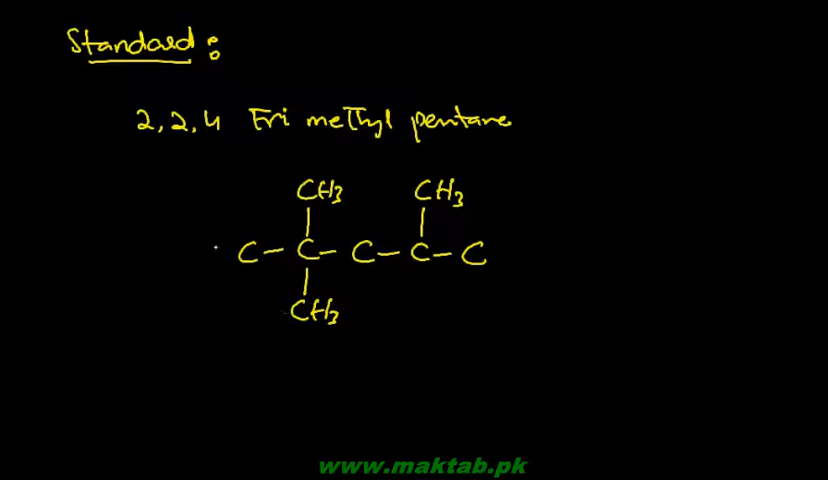 Standard:
2,2,4 Tri methyl pentane
CH3 CH3
C - C - C - C - C
CH3
www.maktab.pk